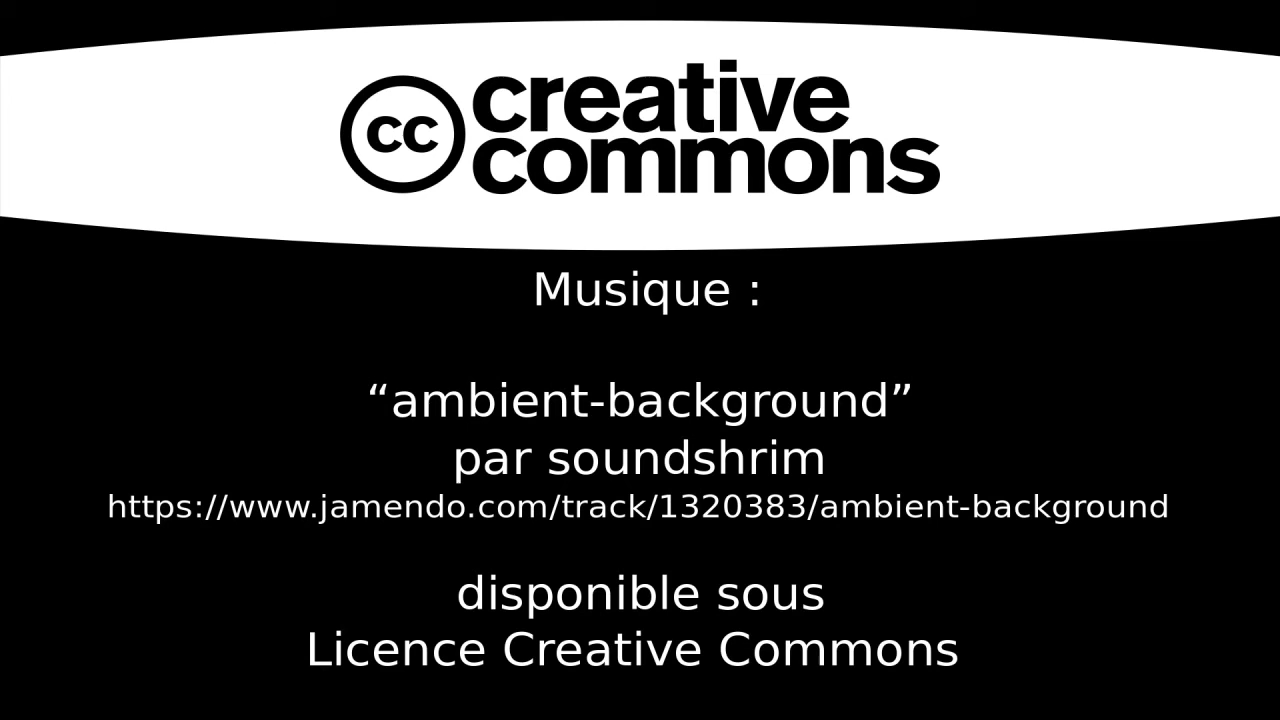 cc creative
commons
Musique :
“ambient-background”
par soundshrim
https://www.jamendo.com/track/1320383/ambient-background
disponible sous
Licence Creative Commons